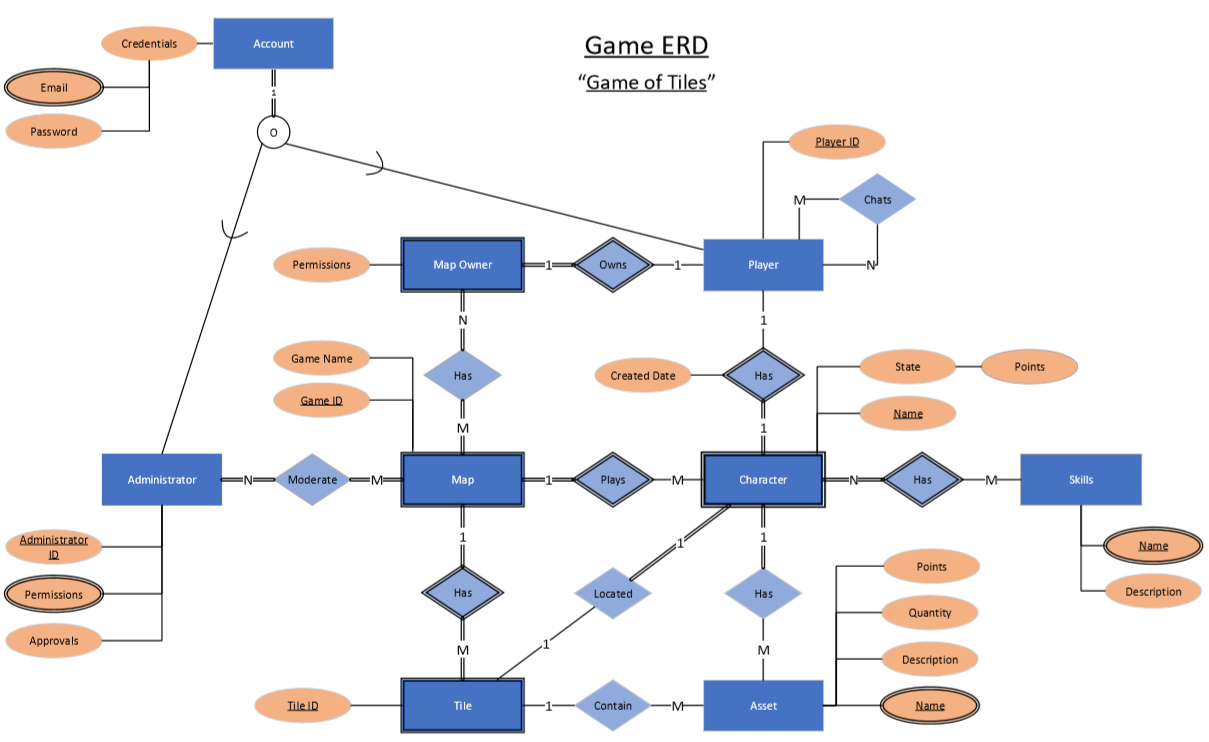 Game ERD
“Game of Tiles”
Credentials
Account
Email
Password
1
O
Player ID
M
Chats
Permissions
Map Owner
1
Owns
1
Player
N
N
1
Game Name
Has
Created Date
Has
State
Points
Game ID
Name
M
1
Administrator
N
Moderate
M
Map
1
Plays
M
Character
N
Has
M
Skills
Administrator
ID
1
1
1
Name
Permissions
Has
Located
Has
Points
Description
Approvals
M
1
M
Quantity
Description
Tile ID
Tile
1
Contain
M
Asset
Name